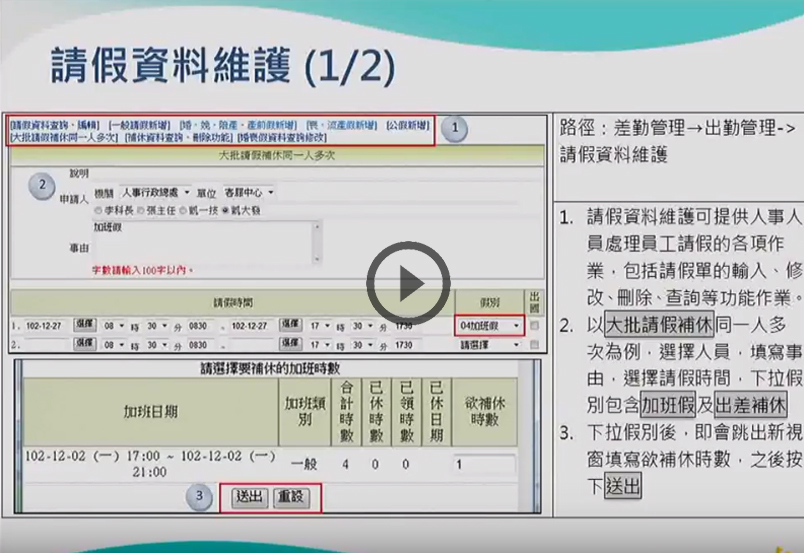 請假資料維護 (1/2)
[請假資料查詢、編輯] [一般請假新增] [婚、娩、陪產、產前假新增] [喪、流產假新增] [公假新增]
[大批請假補休同一人多次] [補休資料查詢、刪除功能] [婚喪假資料查詢修改]
1
大批請假補休同一人多次
2
說明
申請人 機關 人事行政總處 單位 客服中心
李科長 張主任 凱一技 凱大發
事由
加班假
字數請輸入100字以內。
請假時間 假別 出國
1. 102-12-27 選擇 08 時 30 分 0830 - 102-12-27 選擇 17 時 30 分 1730 04加班假
2. 選擇 08 時 30 分 0830 - 選擇 17 時 30 分 1730 請選擇
請選擇要補休的加班時數
加班日期 加班類別 合計時數 已休時數 已領時數 已休日期 欲補休時數
102-12-02 (一) 17:00 ~ 102-12-02 (一) 21:00 一般 4 0 0 1
3
送出 重設
路徑：差勤管理→出勤管理->
請假資料維護
1. 請假資料維護可提供人事人
員處理員工請假的各項作
業，包括請假單的輸入、修
改、刪除、查詢等功能作業。
2. 以大批請假補休同一人多
次為例，選擇人員，填寫事
由，選擇請假時間，下拉假
別包含加班假及出差補休
3. 下拉假別後，即會跳出新視
窗填寫欲補休時數，之後按
下送出